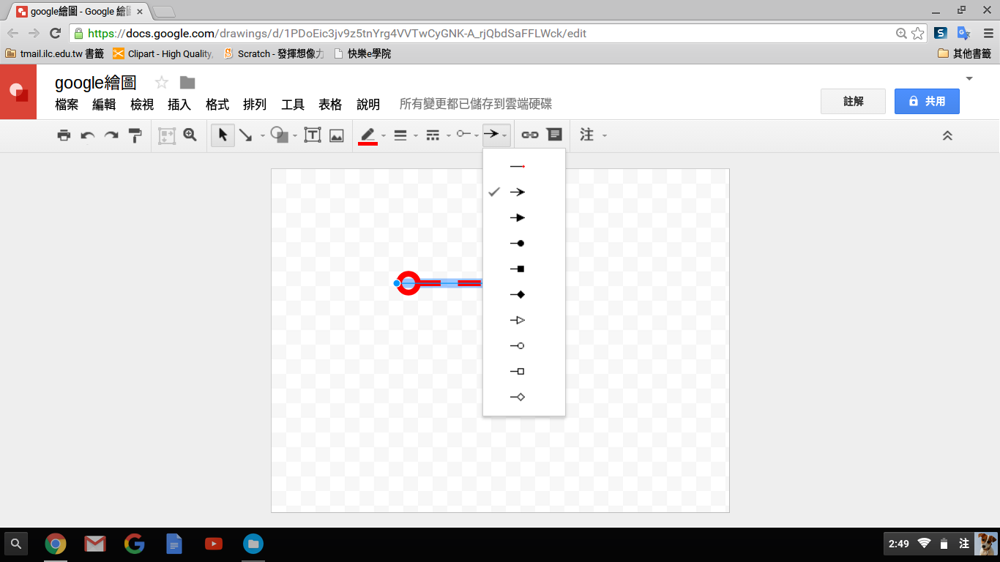 google繪圖 - Google 繪圖
https://docs.google.com/drawings/d/1PDoEic3jv9z5tnYrg4VVTwCyGNK-A_rjQbdSaFFLWck/edit
tmail.ilc.edu.tw 書籤 Clipart - High Quality, Scratch - 發揮想像力 快樂e學院 其他書籤
google繪圖
檔案 編輯 檢視 插入 格式 排列 工具 表格 說明 所有變更都已儲存到雲端硬碟 註解 共用
注
2:49 注